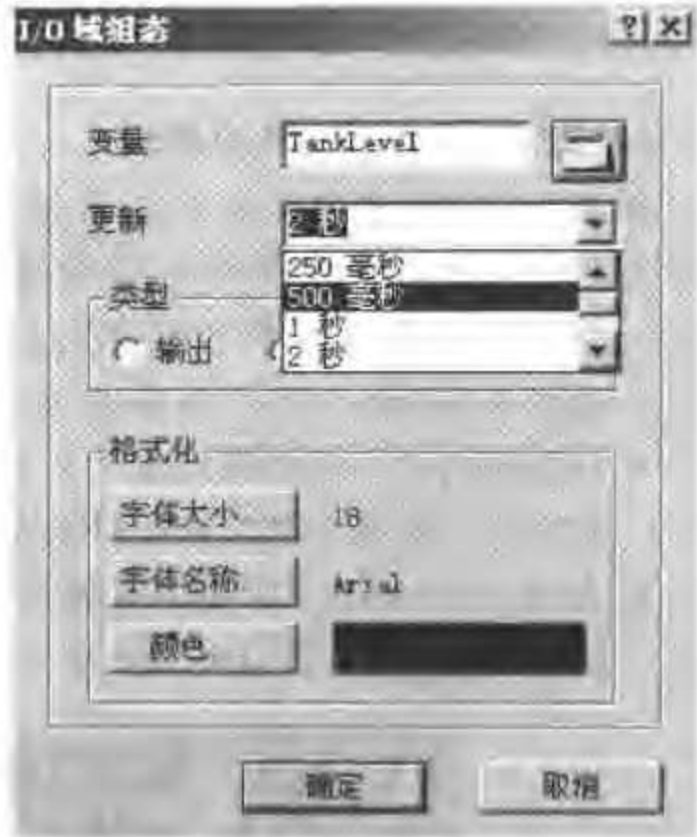 I/O 域组态
变量 TankLevel
更新 毫秒
250 毫秒
500 毫秒
1 秒
2 秒
类型
输出
格式化
字体大小... 18
字体名称...
颜色...
确定 取消